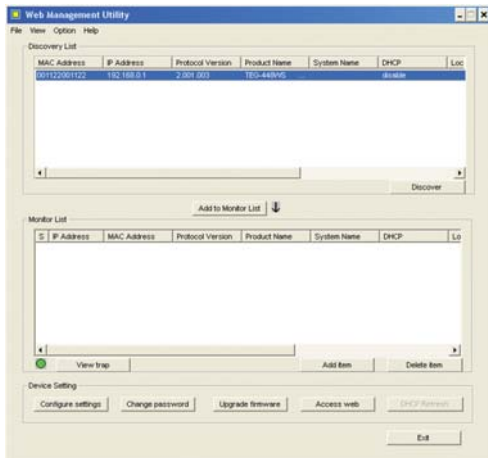 Web Management Utility
File View Option Help
Discovery List
MAC Address IP Address Protocol Version Product Name System Name DHCP Loc
001122001122 192.168.0.1 2.001.003 TEG-448WS ... disable
Discover
Add to Monitor List
Monitor List
S IP Address MAC Address Protocol Version Product Name System Name DHCP Lo
View trap Add item Delete item
Device Setting
Configure settings Change password Upgrade firmware Access web DHCP Refresh
Exit